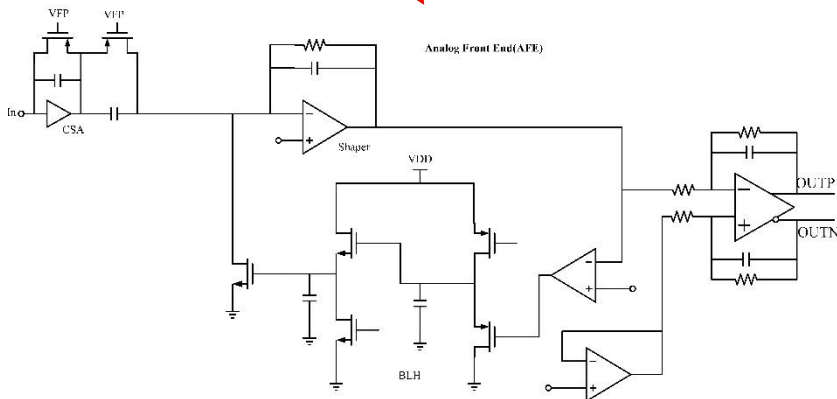 VFP
VFP
Analog Front End(AFE)
In
CSA
Shaper
VDD
OUTP
OUTN
BLH